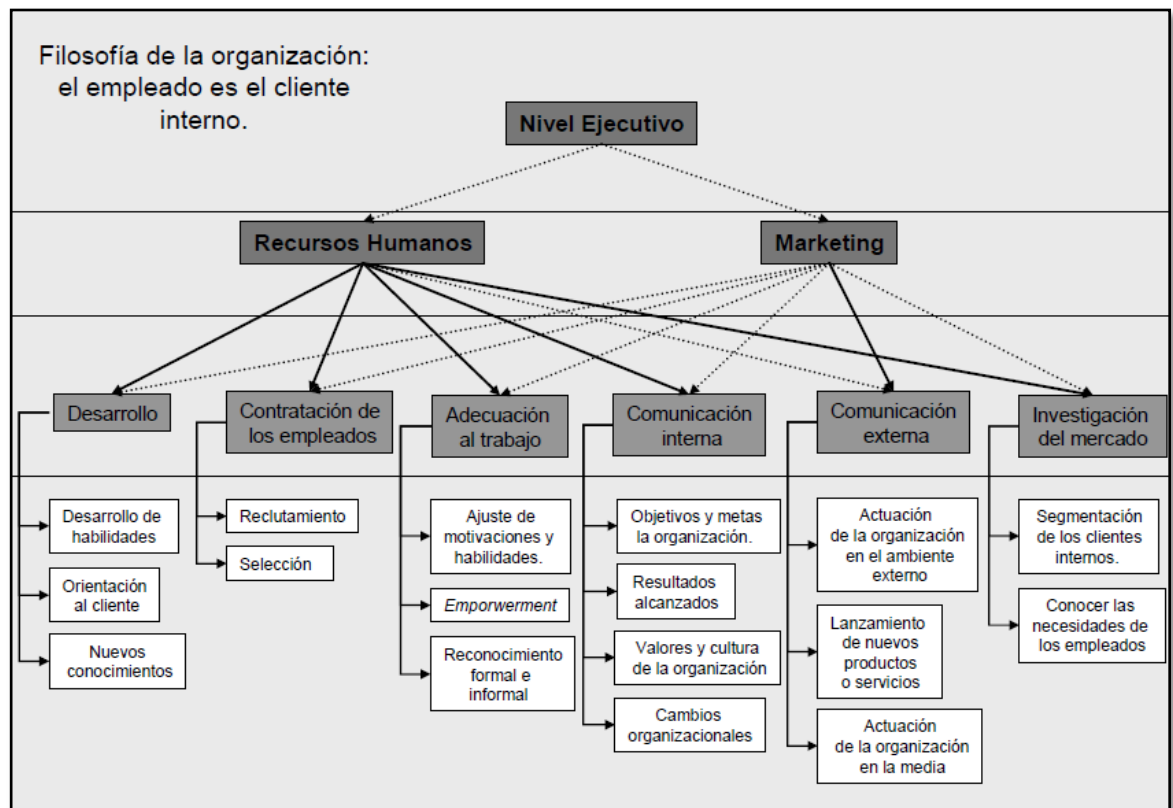 Filosofía de la organización:
el empleado es el cliente
interno.
Nivel Ejecutivo
Recursos Humanos
Marketing
Desarrollo
Contratación de
los empleados
Adecuación
al trabajo
Comunicación
interna
Comunicación
externa
Investigación
del mercado
Desarrollo de
habilidades
Orientación
al cliente
Nuevos
conocimientos
Reclutamiento
Selección
Ajuste de
motivaciones y
habilidades.
Emporwerment
Reconocimiento
formal e
informal
Objetivos y metas
la organización.
Resultados
alcanzados
Valores y cultura
de la organización
Cambios
organizacionales
Actuación
de la organización
en el ambiente
externo
Lanzamiento
de nuevos
productos
o servicios
Actuación
de la organización
en la media
Segmentación
de los clientes
internos.
Conocer las
necesidades de
los empleados